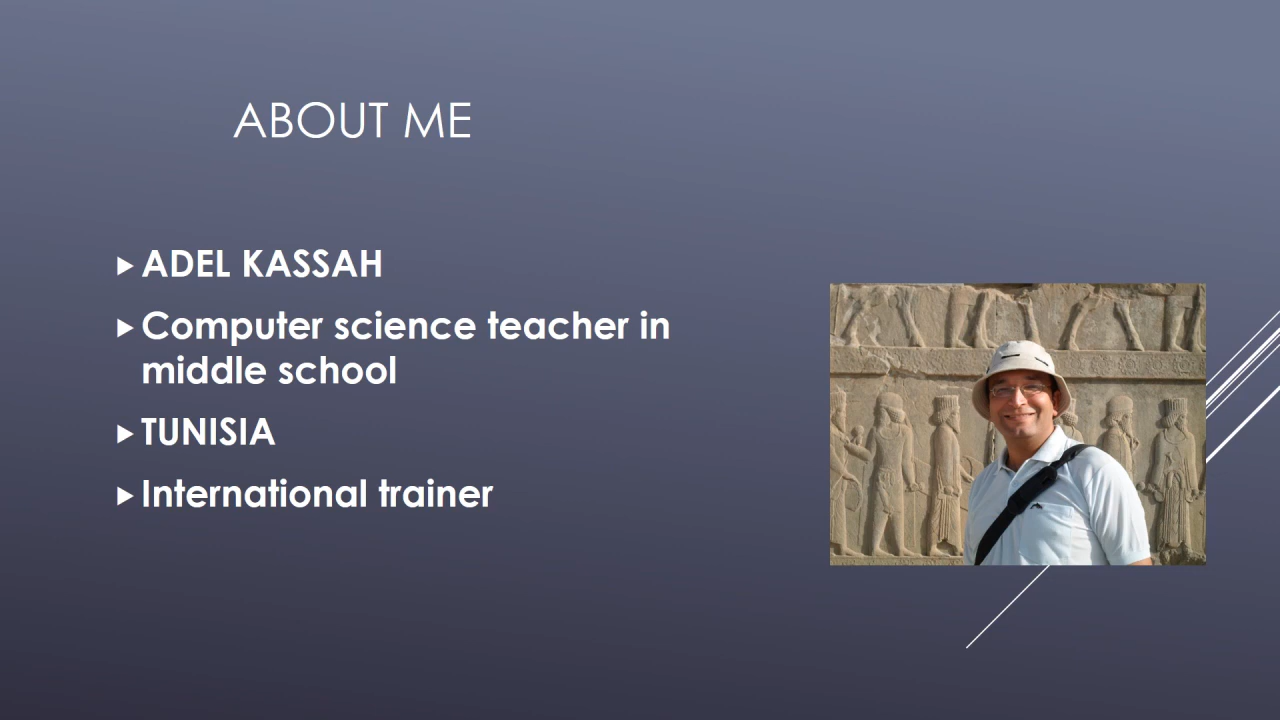 ABOUT ME
ADEL KASSAH
Computer science teacher in
middle school
TUNISIA
International trainer